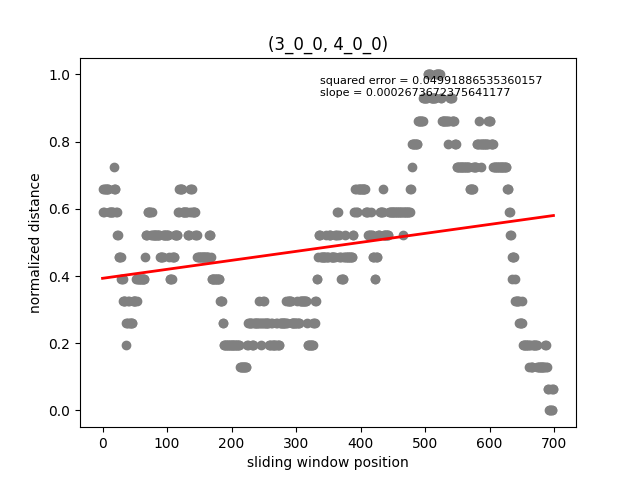 (3_0_0, 4_0_0)
squared error = 0.04991886535360157
slope = 0.0002673672375641177
normalized distance
1.0
0.8
0.6
0.4
0.2
0.0
0 100 200 300 400 500 600 700
sliding window position